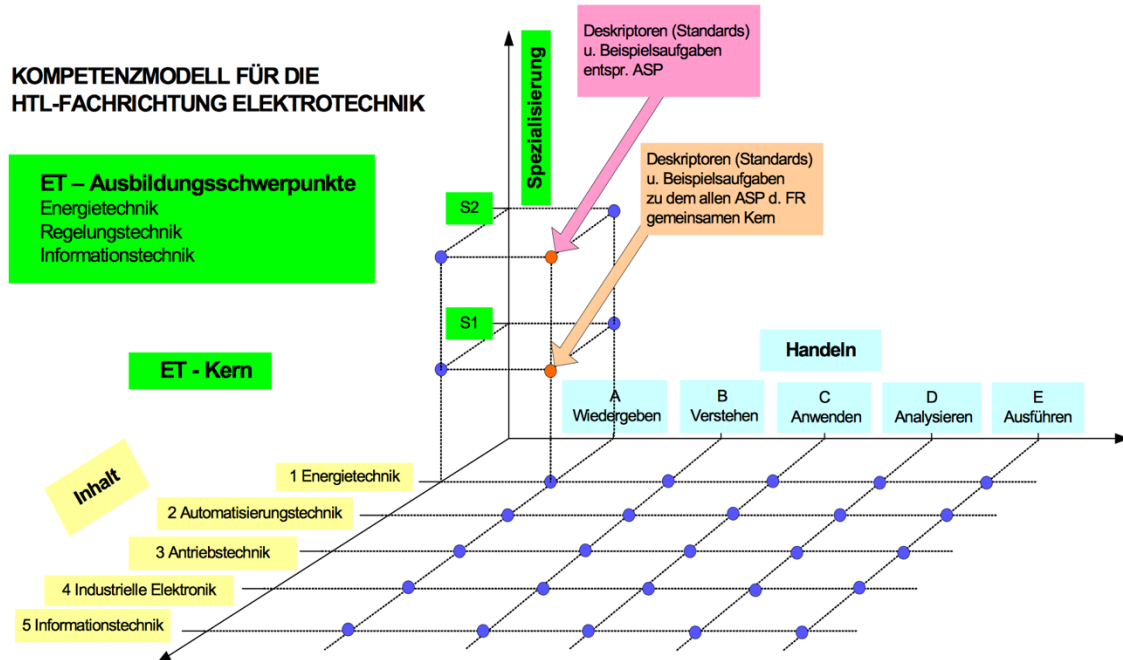 KOMPETENZMODELL FÜR DIE
HTL-FACHRICHTUNG ELEKTROTECHNIK
ET – Ausbildungsschwerpunkte
Energietechnik
Regelungstechnik
Informationstechnik
ET - Kern
Spezialisierung
Deskriptoren (Standards)
u. Beispielsaufgaben
entspr. ASP
Deskriptoren (Standards)
u. Beispielsaufgaben
zu dem allen ASP d. FR
gemeinsamen Kern
S2
S1
Handeln
A
Wiedergeben
B
Verstehen
C
Anwenden
D
Analysieren
E
Ausführen
Inhalt
1 Energietechnik
2 Automatisierungstechnik
3 Antriebstechnik
4 Industrielle Elektronik
5 Informationstechnik